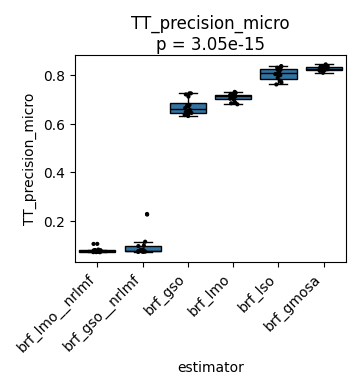 TT_precision_micro
p = 3.05e-15
TT_precision_micro
0.8
0.6
0.4
0.2
brf_lmo__nrlmf
brf_gso__nrlmf
brf_gso
brf_lmo
brf_lso
brf_gmosa
estimator